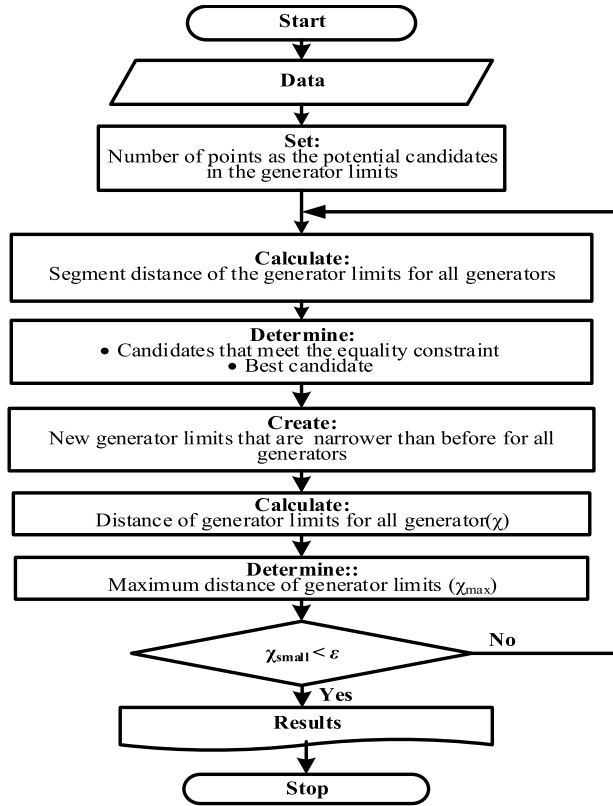 Start
Data
Set:
Number of points as the potential candidates
in the generator limits
Calculate:
Segment distance of the generator limits for all generators
Determine:
• Candidates that meet the equality constraint
• Best candidate
Create:
New generator limits that are narrower than before for all
generators
Calculate:
Distance of generator limits for all generator(χ)
Determine::
Maximum distance of generator limits (χmax)
χsmall < ε
No
Yes
Results
Stop